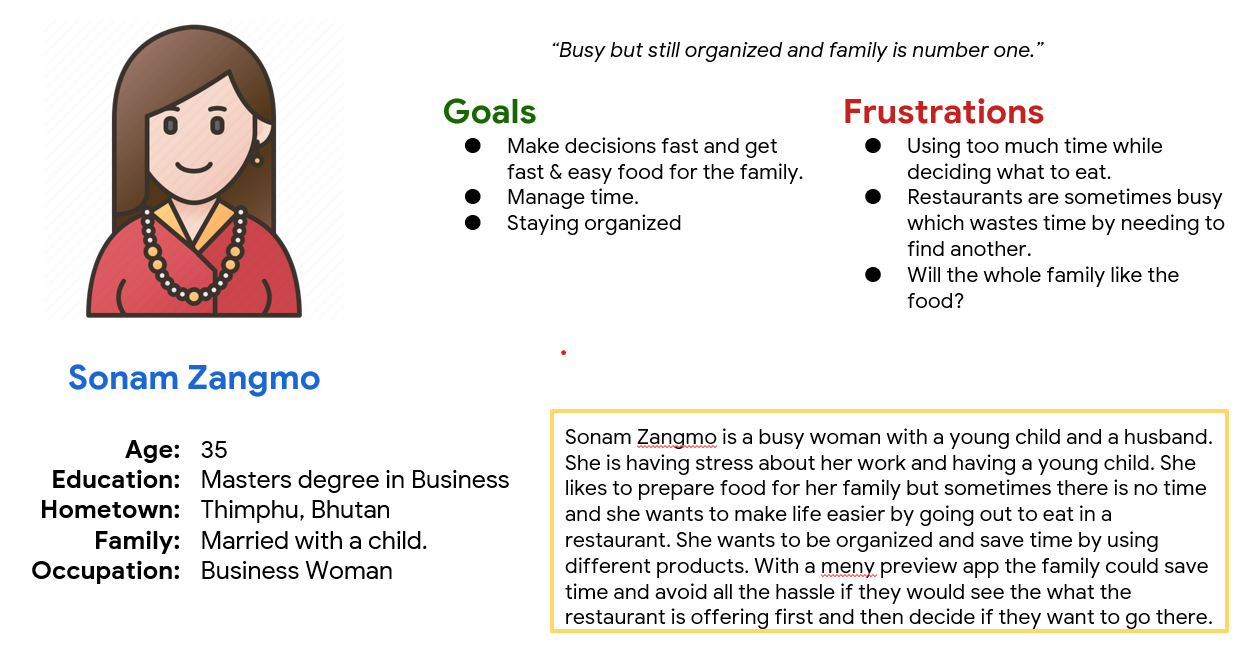 “Busy but still organized and family is number one.”
Goals
● Make decisions fast and get
fast & easy food for the family.
● Manage time.
● Staying organized
Frustrations
● Using too much time while
deciding what to eat.
● Restaurants are sometimes busy
which wastes time by needing to
find another.
● Will the whole family like the
food?
Sonam Zangmo
Age: 35
Education: Masters degree in Business
Hometown: Thimphu, Bhutan
Family: Married with a child.
Occupation: Business Woman
Sonam Zangmo is a busy woman with a young child and a husband.
She is having stress about her work and having a young child. She
likes to prepare food for her family but sometimes there is no time
and she wants to make life easier by going out to eat in a
restaurant. She wants to be organized and save time by using
different products. With a meny preview app the family could save
time and avoid all the hassle if they would see the what the
restaurant is offering first and then decide if they want to go there.